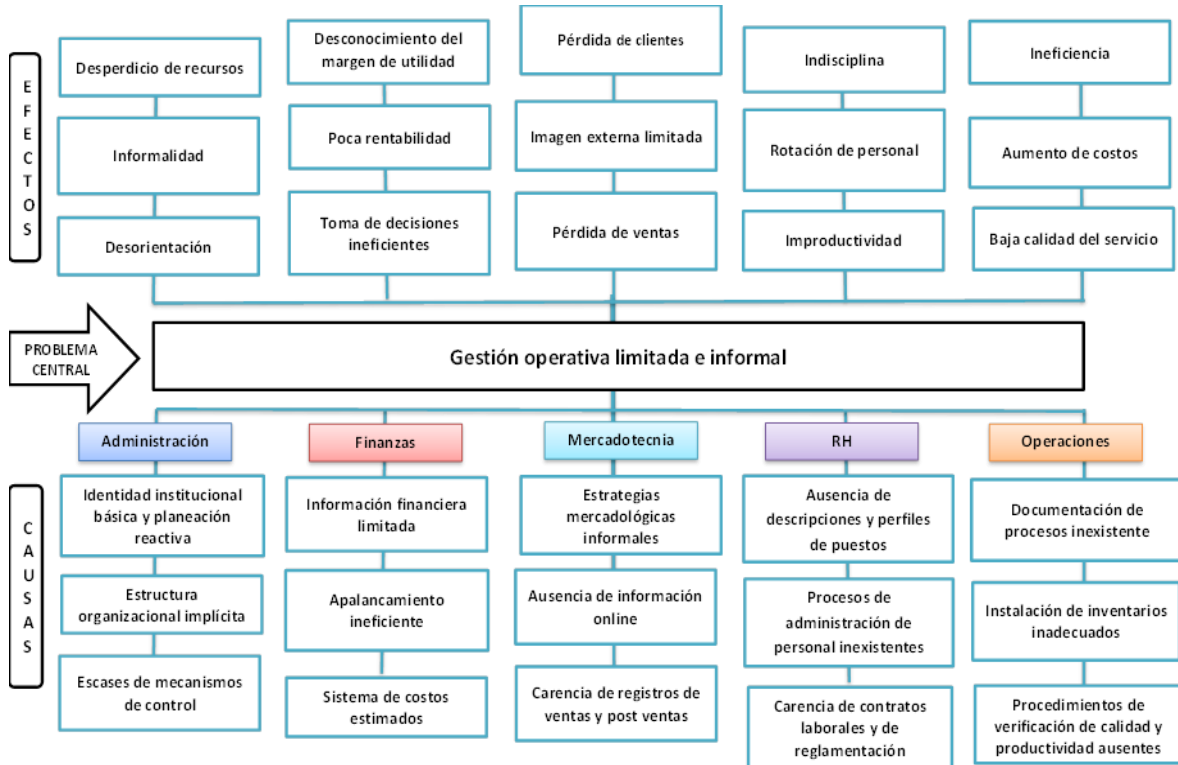 EFECTOS
Desperdicio de recursos
Informalidad
Desorientación
Desconocimiento del
margen de utilidad
Poca rentabilidad
Toma de decisiones
ineficientes
Pérdida de clientes
Imagen externa limitada
Pérdida de ventas
Indisciplina
Rotación de personal
Improductividad
Ineficiencia
Aumento de costos
Baja calidad del servicio
PROBLEMA
CENTRAL
Gestión operativa limitada e informal
CAUSAS
Administración
Identidad institucional
básica y planeación
reactiva
Estructura
organizacional implícita
Escases de mecanismos
de control
Finanzas
Información financiera
limitada
Apalancamiento
ineficiente
Sistema de costos
estimados
Mercadotecnia
Estrategias
mercadológicas
informales
Ausencia de información
online
Carencia de registros de
ventas y post ventas
RH
Ausencia de
descripciones y perfiles
de puestos
Procesos de
administración de
personal inexistentes
Carencia de contratos
laborales y de
reglamentación
Operaciones
Documentación de
procesos inexistente
Instalación de inventarios
inadecuados
Procedimientos de
verificación de calidad y
productividad ausentes